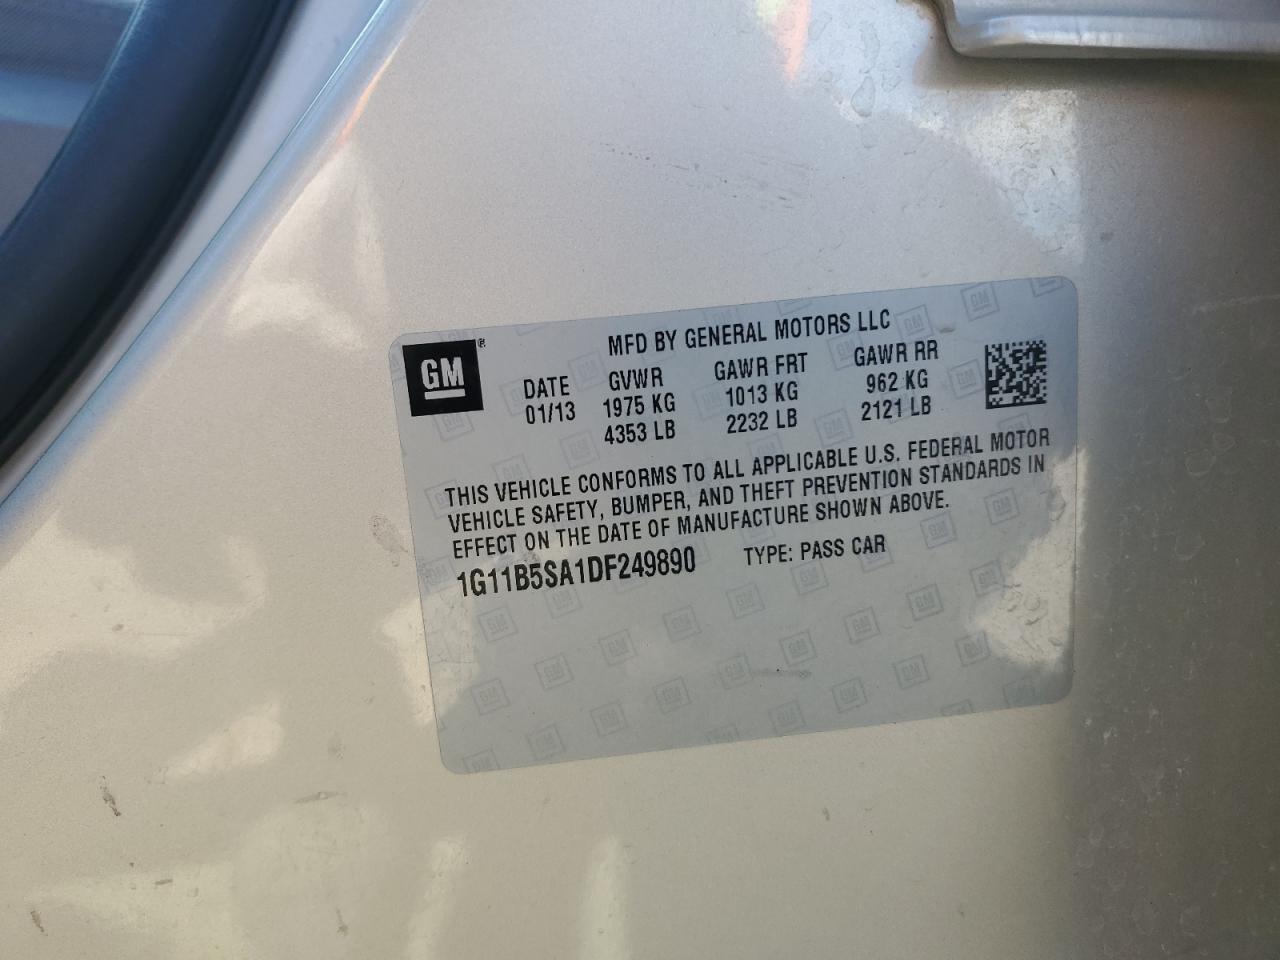 GM®
MFD BY GENERAL MOTORS LLC
DATE GVWR GAWR FRT GAWR RR
01/13 1975 KG 1013 KG 962 KG
4353 LB 2232 LB 2121 LB
THIS VEHICLE CONFORMS TO ALL APPLICABLE U.S. FEDERAL MOTOR
VEHICLE SAFETY, BUMPER, AND THEFT PREVENTION STANDARDS IN
EFFECT ON THE DATE OF MANUFACTURE SHOWN ABOVE.
1G11B5SA1DF249890 TYPE: PASS CAR